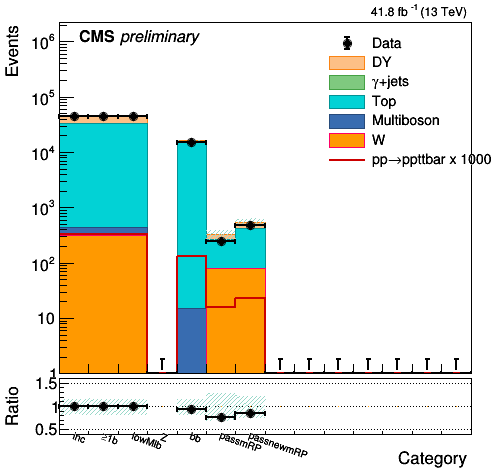 41.8 fb⁻¹ (13 TeV)
CMS preliminary
Events
10⁶
10⁵
10⁴
10³
10²
10
1
Data
DY
γ+jets
Top
Multiboson
W
pp→ppttbar x 1000
Ratio
1.5
1
0.5
inc
≥1b
lowMlb
Z
bb
passmRP
passnewmRP
Category